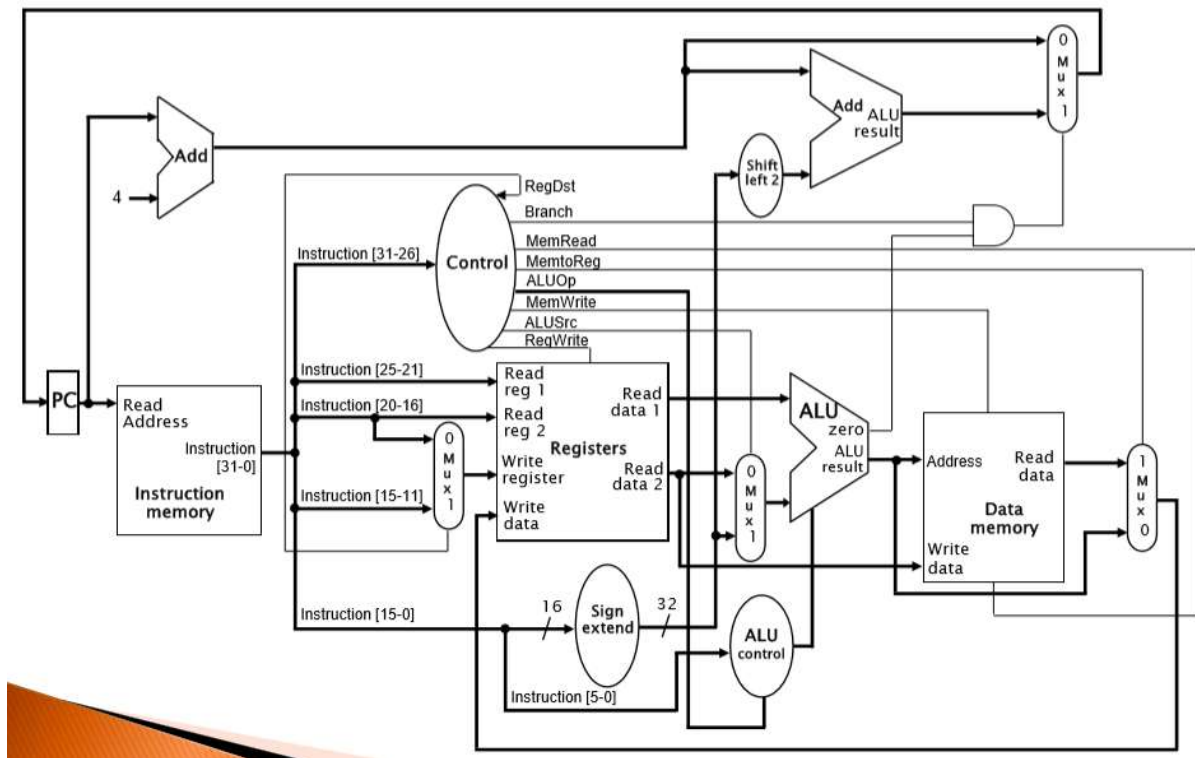 0
M
u
x
1
Add
ALU
result
Add
Shift
left 2
4
RegDst
Branch
MemRead
MemtoReg
ALUOp
MemWrite
ALUSrc
RegWrite
Control
Instruction [31-26]
Instruction [25-21]
Instruction [20-16]
Instruction [15-11]
Instruction [15-0]
Instruction [5-0]
PC
Read
Address
Instruction
[31-0]
Instruction
memory
0
M
u
x
1
Read
reg 1
Read
reg 2
Write
register
Write
data
Registers
Read
data 1
Read
data 2
0
M
u
x
1
ALU
zero
ALU
result
Address
Read
data
Data
memory
Write
data
1
M
u
x
0
16
Sign
extend
32
ALU
control